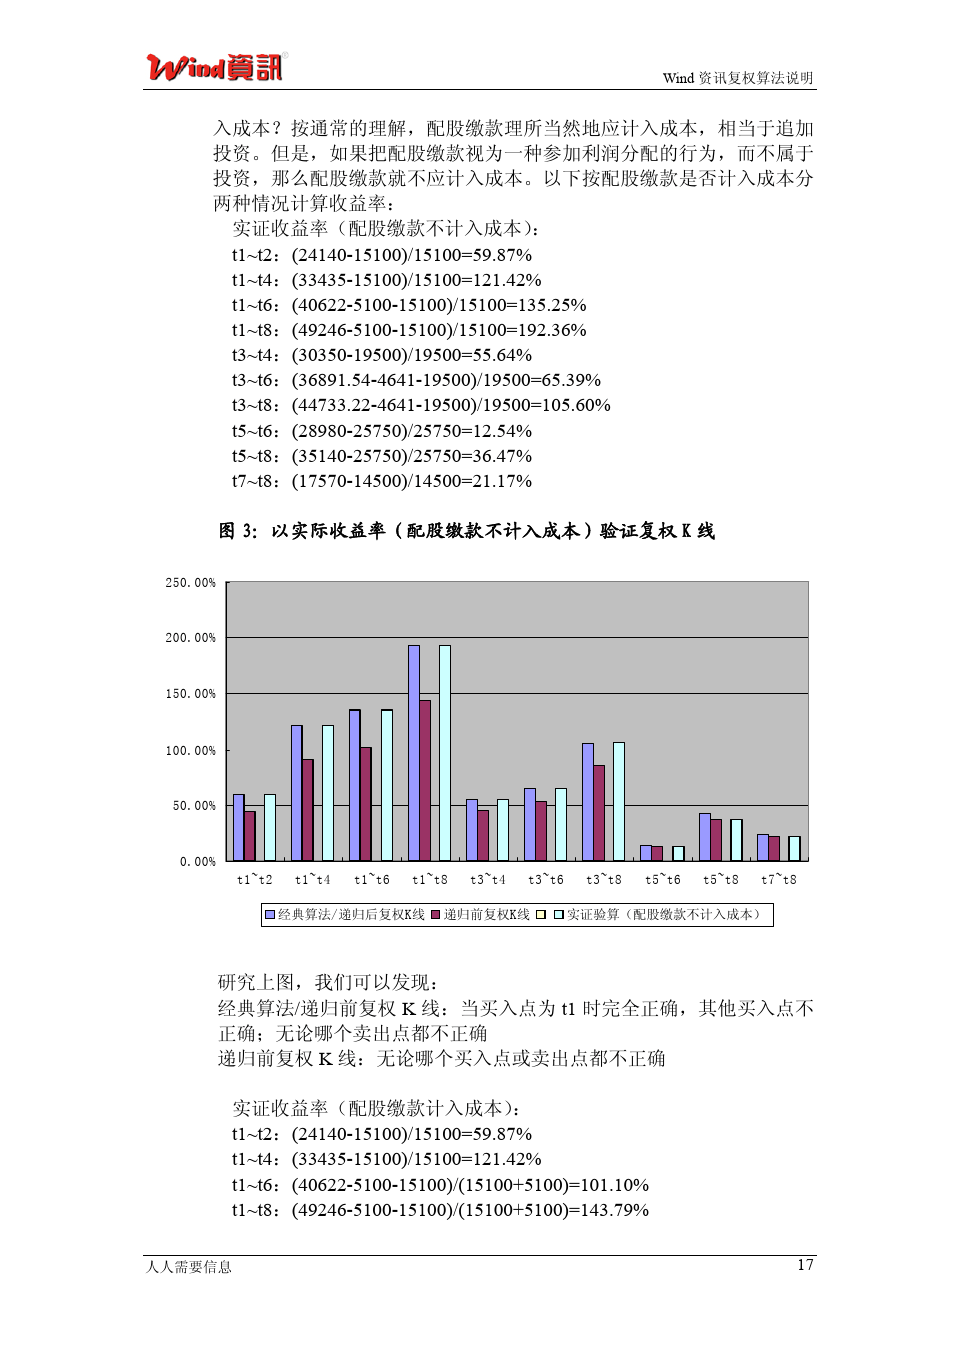 Wind資訊®
Wind 资讯复权算法说明
入成本？按通常的理解，配股缴款理所当然地应计入成本，相当于追加
投资。但是，如果把配股缴款视为一种参加利润分配的行为，而不属于
投资，那么配股缴款就不应计入成本。以下按配股缴款是否计入成本分
两种情况计算收益率：
实证收益率（配股缴款不计入成本）：
t1~t2：(24140-15100)/15100=59.87%
t1~t4：(33435-15100)/15100=121.42%
t1~t6：(40622-5100-15100)/15100=135.25%
t1~t8：(49246-5100-15100)/15100=192.36%
t3~t4：(30350-19500)/19500=55.64%
t3~t6：(36891.54-4641-19500)/19500=65.39%
t3~t8：(44733.22-4641-19500)/19500=105.60%
t5~t6：(28980-25750)/25750=12.54%
t5~t8：(35140-25750)/25750=36.47%
t7~t8：(17570-14500)/14500=21.17%
图 3：以实际收益率（配股缴款不计入成本）验证复权 K 线
250.00%
200.00%
150.00%
100.00%
50.00%
0.00%
t1~t2 t1~t4 t1~t6 t1~t8 t3~t4 t3~t6 t3~t8 t5~t6 t5~t8 t7~t8
经典算法/递归后复权K线 递归前复权K线 实证验算（配股缴款不计入成本）
研究上图，我们可以发现：
经典算法/递归前复权 K 线：当买入点为 t1 时完全正确，其他买入点不
正确；无论哪个卖出点都不正确
递归前复权 K 线：无论哪个买入点或卖出点都不正确
实证收益率（配股缴款计入成本）：
t1~t2：(24140-15100)/15100=59.87%
t1~t4：(33435-15100)/15100=121.42%
t1~t6：(40622-5100-15100)/(15100+5100)=101.10%
t1~t8：(49246-5100-15100)/(15100+5100)=143.79%
人人需要信息
17